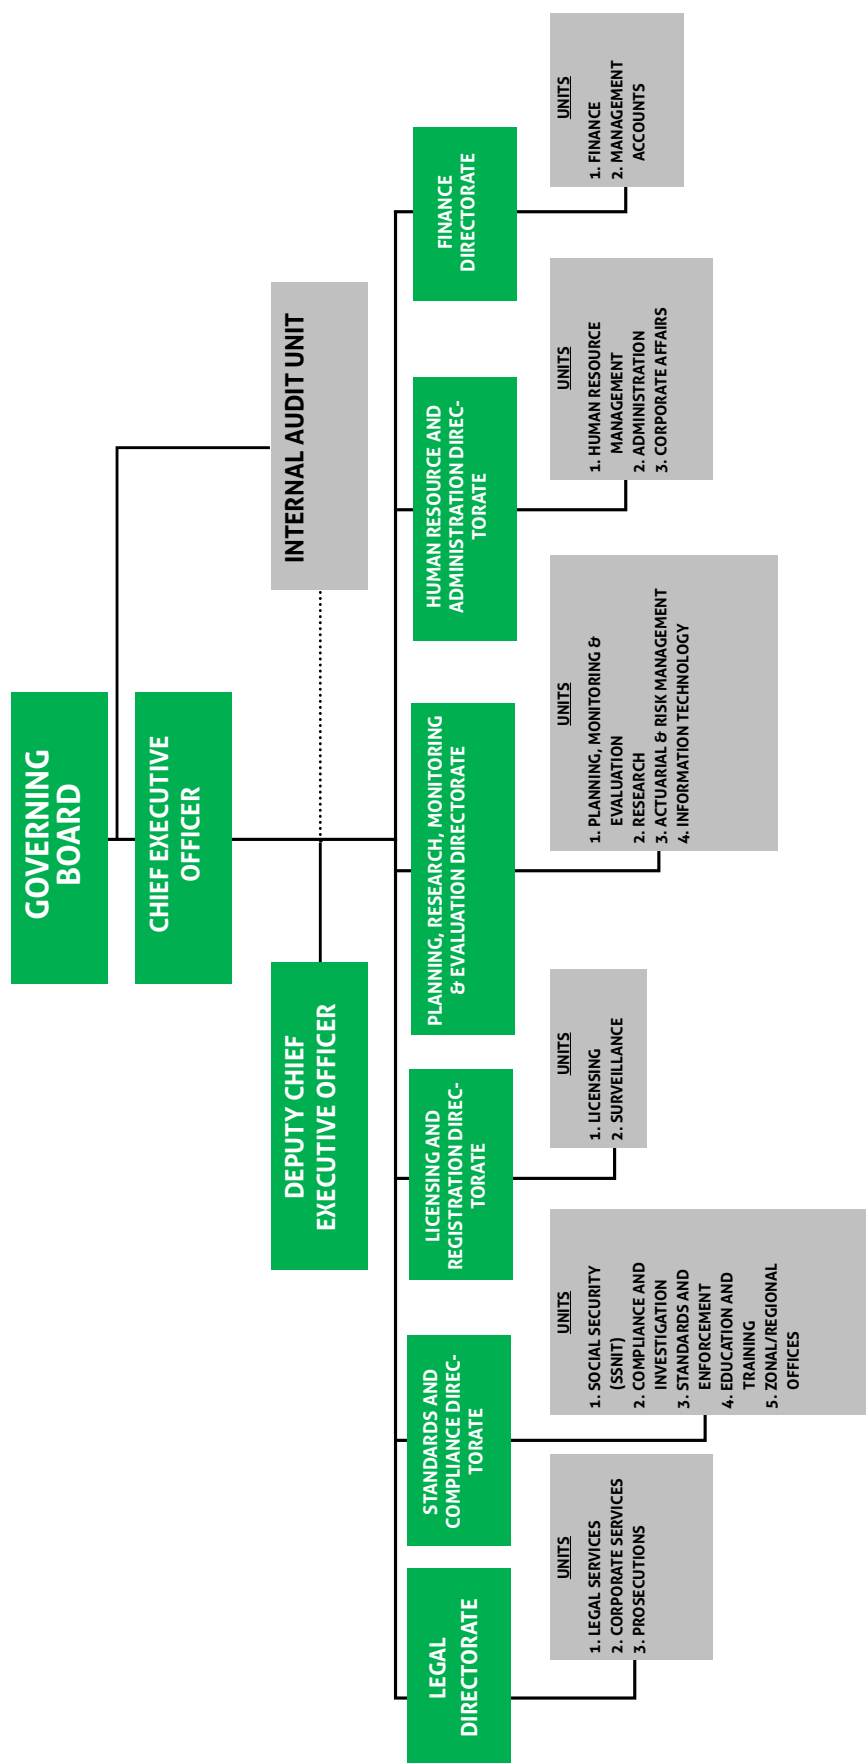 GOVERNING
BOARD
CHIEF EXECUTIVE
OFFICER
DEPUTY CHIEF
EXECUTIVE OFFICER
INTERNAL AUDIT UNIT
LEGAL
DIRECTORATE
STANDARDS AND
COMPLIANCE DIREC-
TORATE
LICENSING AND
REGISTRATION DIREC-
TORATE
PLANNING, RESEARCH, MONITORING
& EVALUATION DIRECTORATE
HUMAN RESOURCE AND
ADMINISTRATION DIREC-
TORATE
FINANCE
DIRECTORATE
UNITS
1. LEGAL SERVICES
2. CORPORATE SERVICES
3. PROSECUTIONS
UNITS
1. SOCIAL SECURITY
(SSNIT)
2. COMPLIANCE AND
INVESTIGATION
3. STANDARDS AND
ENFORCEMENT
4. EDUCATION AND
TRAINING
5. ZONAL/REGIONAL
OFFICES
UNITS
1. LICENSING
2. SURVEILLANCE
UNITS
1. PLANNING, MONITORING &
EVALUATION
2. RESEARCH
3. ACTUARIAL & RISK MANAGEMENT
4. INFORMATION TECHNOLOGY
UNITS
1. HUMAN RESOURCE
MANAGEMENT
2. ADMINISTRATION
3. CORPORATE AFFAIRS
UNITS
1. FINANCE
2. MANAGEMENT
ACCOUNTS